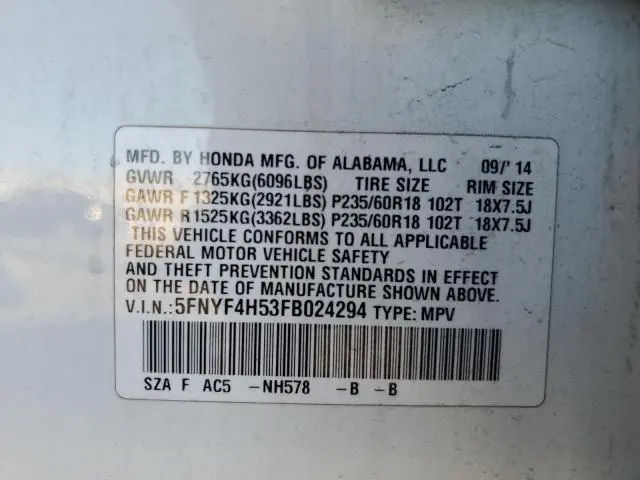 MFD. BY HONDA MFG. OF ALABAMA, LLC 09/'14
GVWR 2765KG(6096LBS) TIRE SIZE RIM SIZE
GAWR F 1325KG(2921LBS) P235/60R18 102T 18X7.5J
GAWR R 1525KG(3362LBS) P235/60R18 102T 18X7.5J
THIS VEHICLE CONFORMS TO ALL APPLICABLE
FEDERAL MOTOR VEHICLE SAFETY
AND THEFT PREVENTION STANDARDS IN EFFECT
ON THE DATE OF MANUFACTURE SHOWN ABOVE.
V.I.N.:5FNYF4H53FB024294 TYPE: MPV
SZA F AC5 -NH578 -B -B